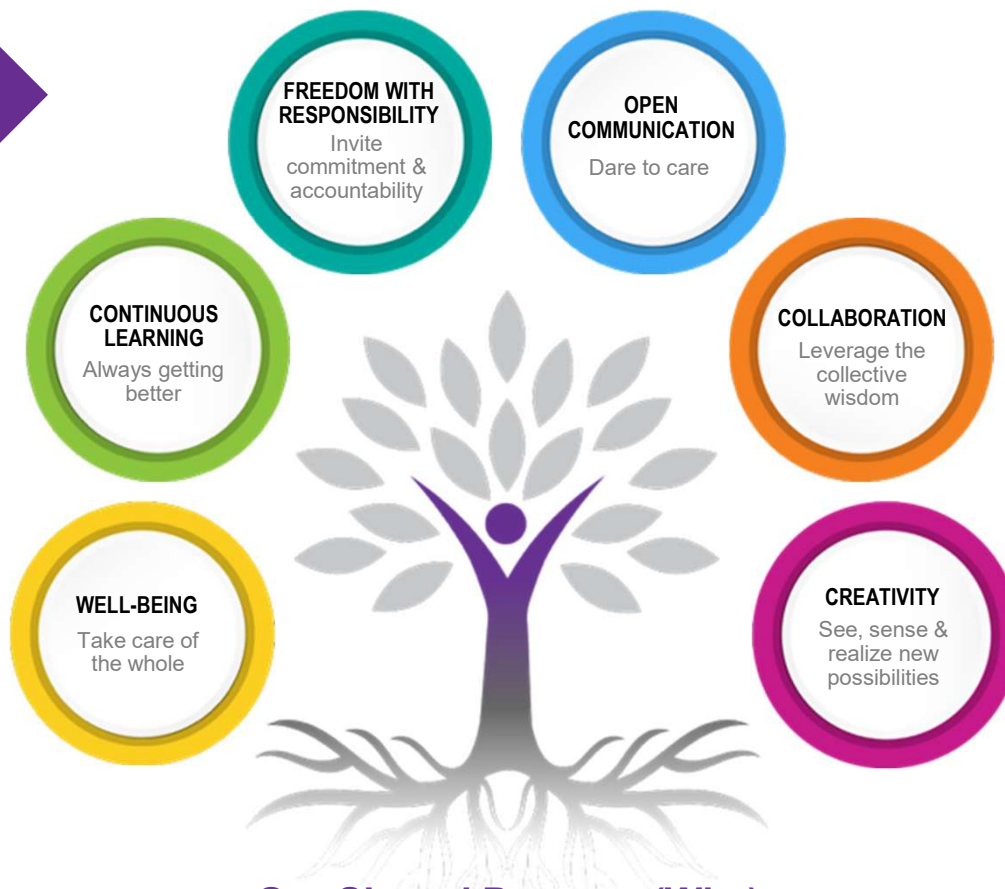 FREEDOM WITH
RESPONSIBILITY
Invite
commitment &
accountability
OPEN
COMMUNICATION
Dare to care
CONTINUOUS
LEARNING
Always getting
better
COLLABORATION
Leverage the
collective
wisdom
WELL-BEING
Take care of
the whole
CREATIVITY
See, sense &
realize new
possibilities